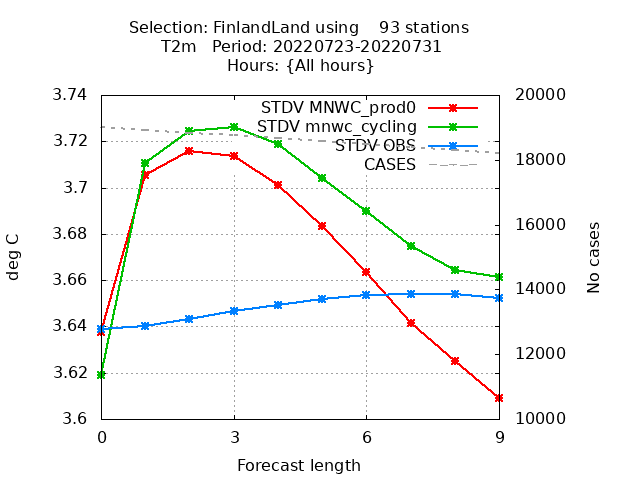 Selection: FinlandLand using    93 stations
T2m   Period: 20220723-20220731
Hours: {All hours}
3.74
3.72
3.7
3.68
3.66
3.64
3.62
3.6
20000
18000
16000
14000
12000
10000
STDV MNWC_prod0
STDV mnwc_cycling
STDV OBS
CASES
deg C
No cases
0 3 6 9
Forecast length